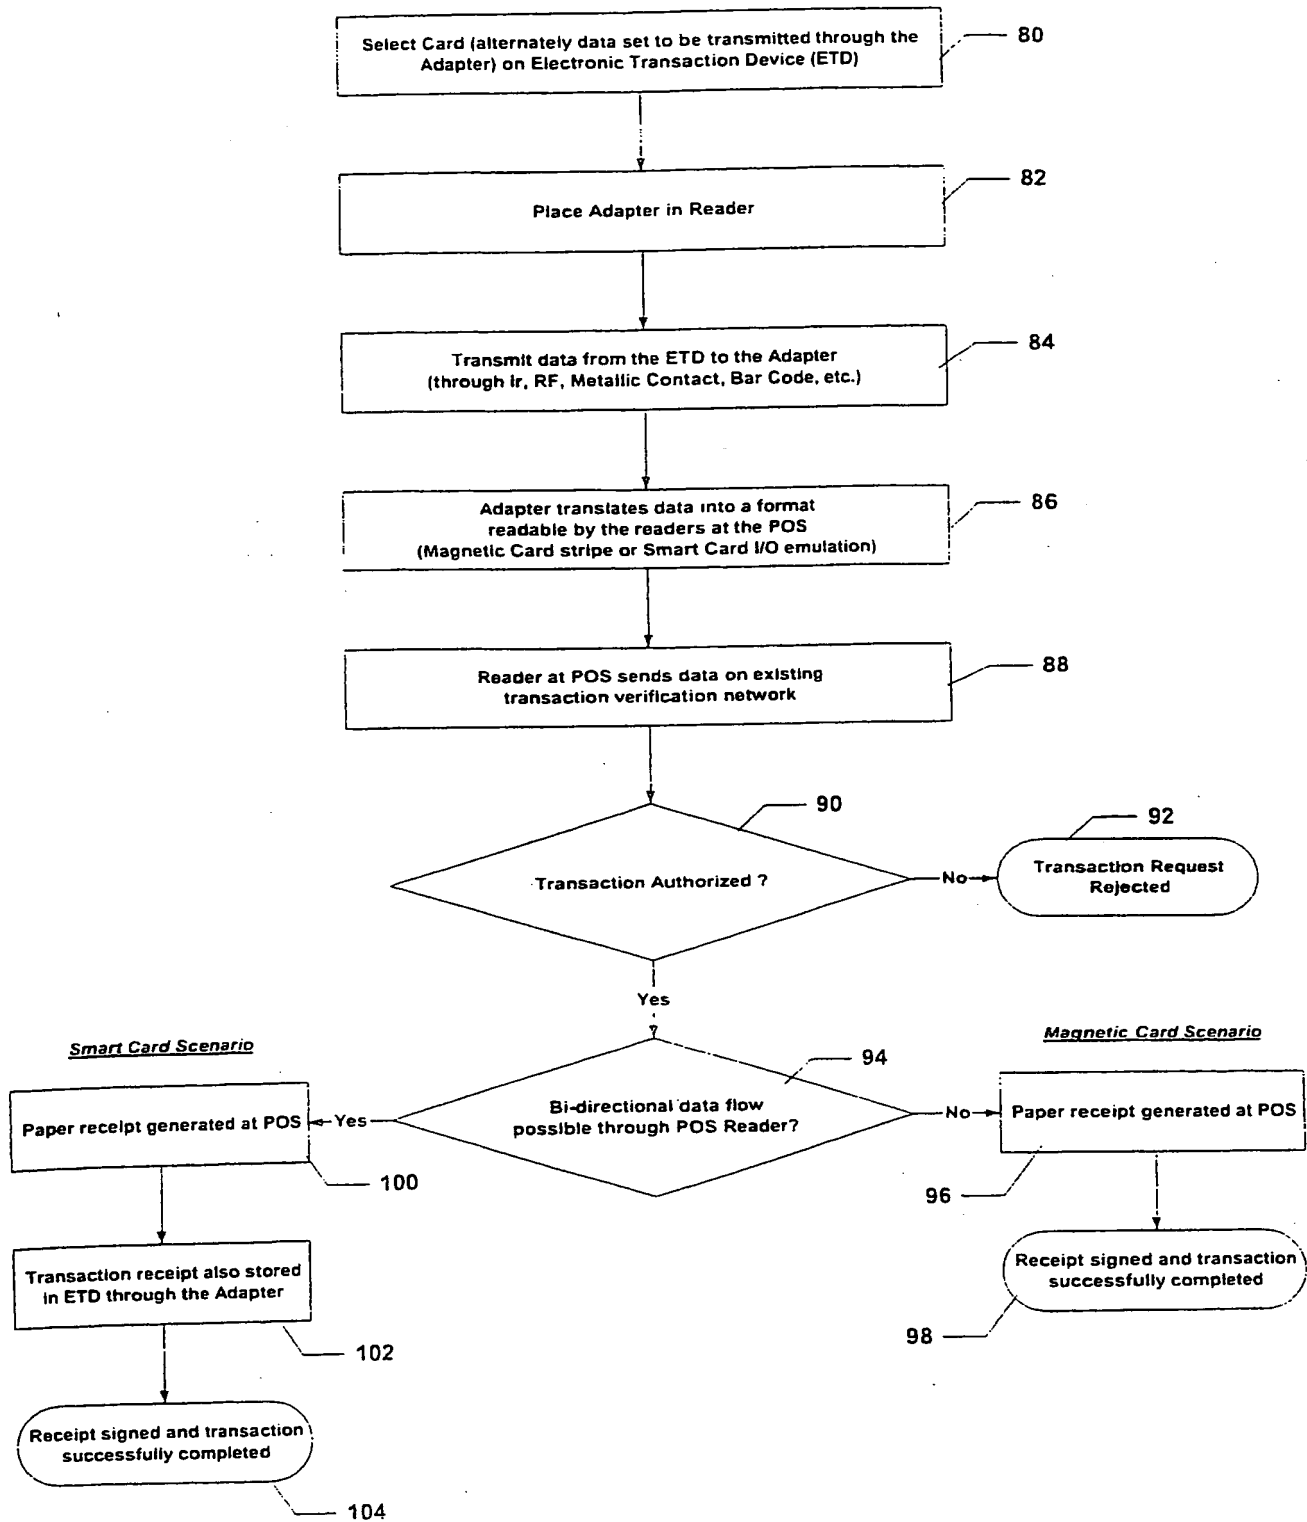 Select Card (alternately data set to be transmitted through the
Adapter) on Electronic Transaction Device (ETD)
80
Place Adapter in Reader
82
Transmit data from the ETD to the Adapter
(through Ir, RF, Metallic Contact, Bar Code, etc.)
84
Adapter translates data into a format
readable by the readers at the POS
(Magnetic Card stripe or Smart Card I/O emulation)
86
Reader at POS sends data on existing
transaction verification network
88
Transaction Authorized ?
90
No
Transaction Request
Rejected
92
Yes
Bi-directional data flow
possible through POS Reader?
94
Yes
No
Smart Card Scenario
Paper receipt generated at POS
100
Transaction receipt also stored
in ETD through the Adapter
102
Receipt signed and transaction
successfully completed
104
Magnetic Card Scenario
Paper receipt generated at POS
96
Receipt signed and transaction
successfully completed
98